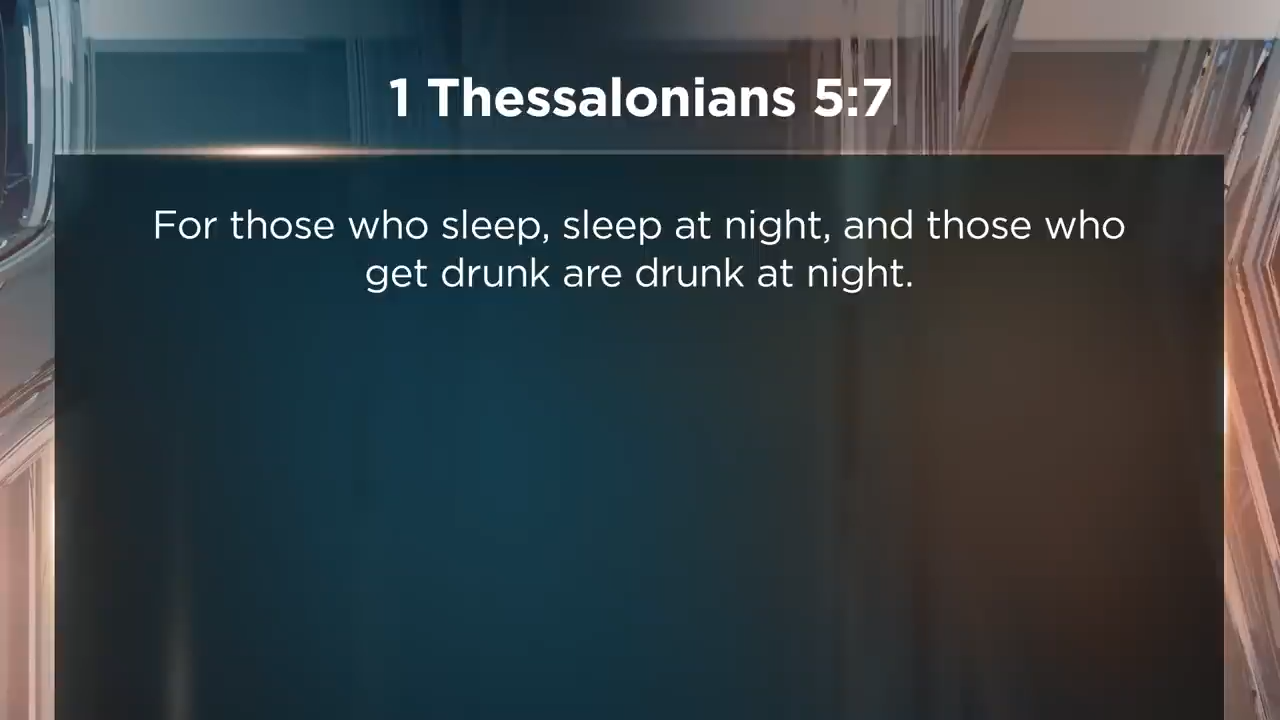 1 Thessalonians 5:7
For those who sleep, sleep at night, and those who
get drunk are drunk at night.